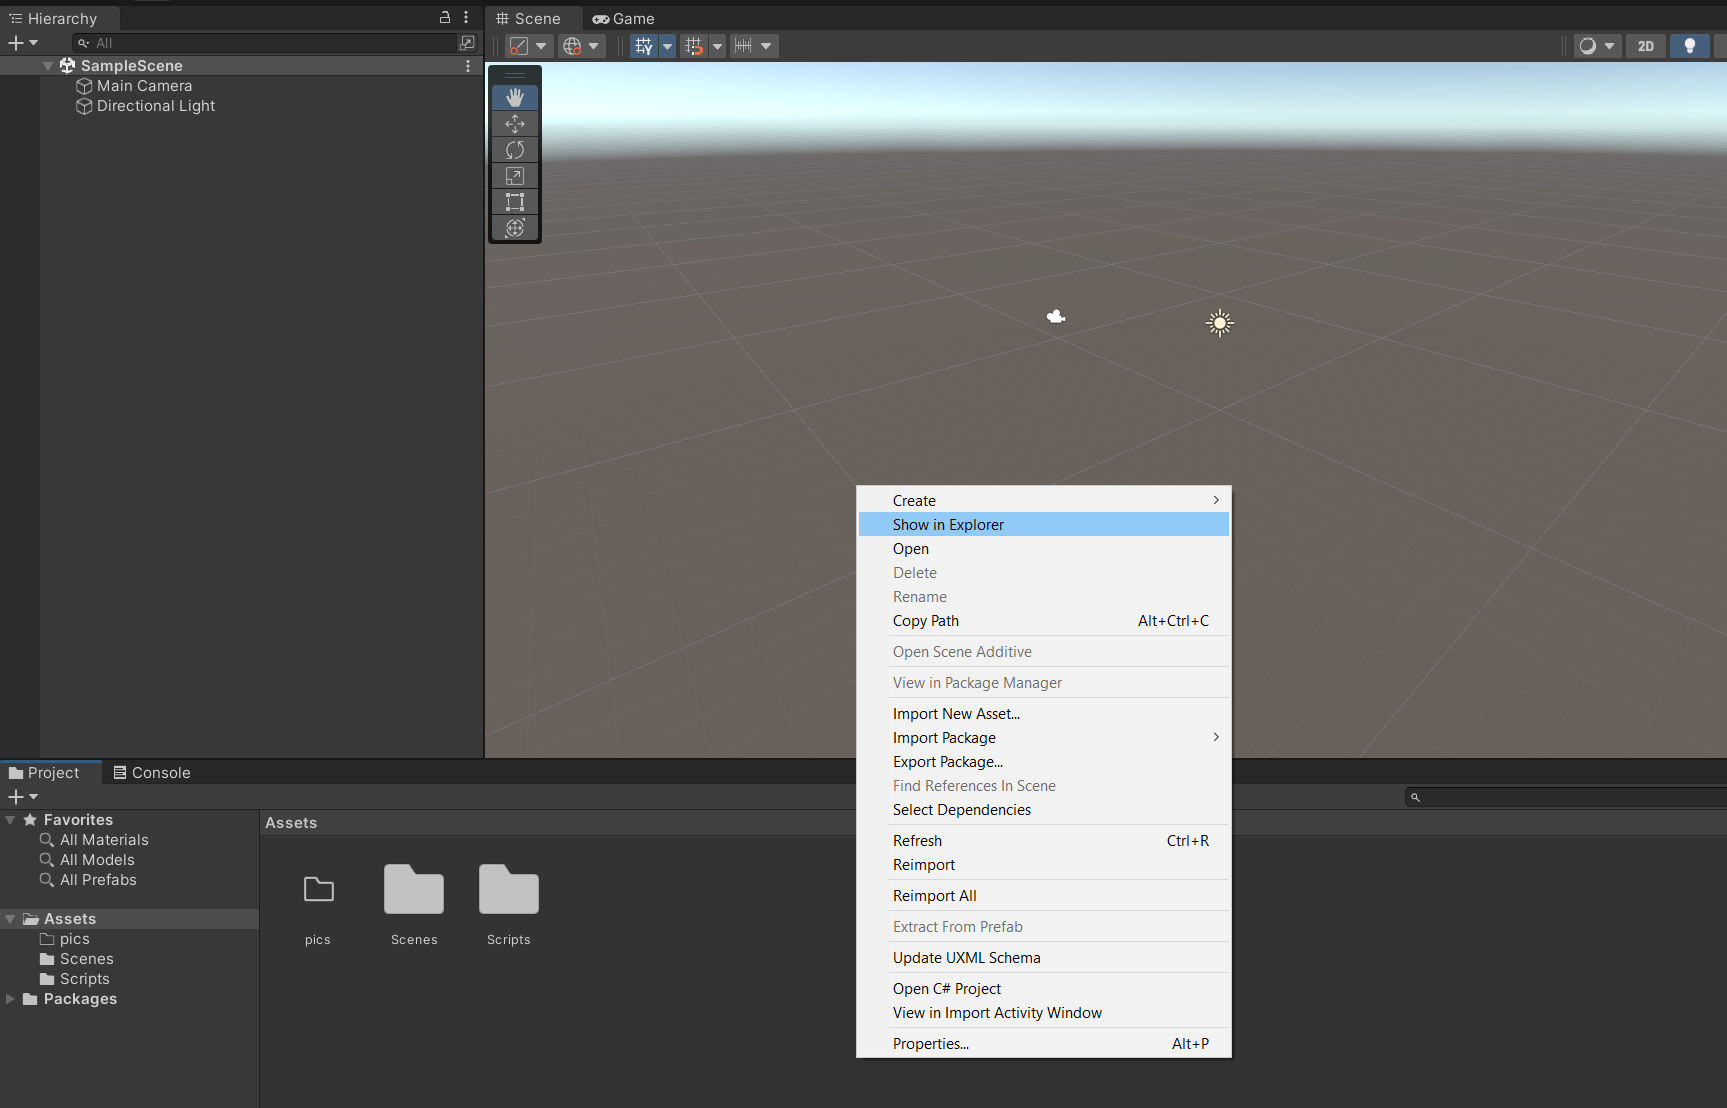 Hierarchy
All
SampleScene
Main Camera
Directional Light
Scene
Game
2D
Create
Show in Explorer
Open
Delete
Rename
Copy Path Alt+Ctrl+C
Open Scene Additive
View in Package Manager
Import New Asset...
Import Package
Export Package...
Find References In Scene
Select Dependencies
Refresh Ctrl+R
Reimport
Reimport All
Extract From Prefab
Update UXML Schema
Open C# Project
View in Import Activity Window
Properties... Alt+P
Project
Console
Favorites
All Materials
All Models
All Prefabs
Assets
pics
Scenes
Scripts
Packages
Assets
pics
Scenes
Scripts